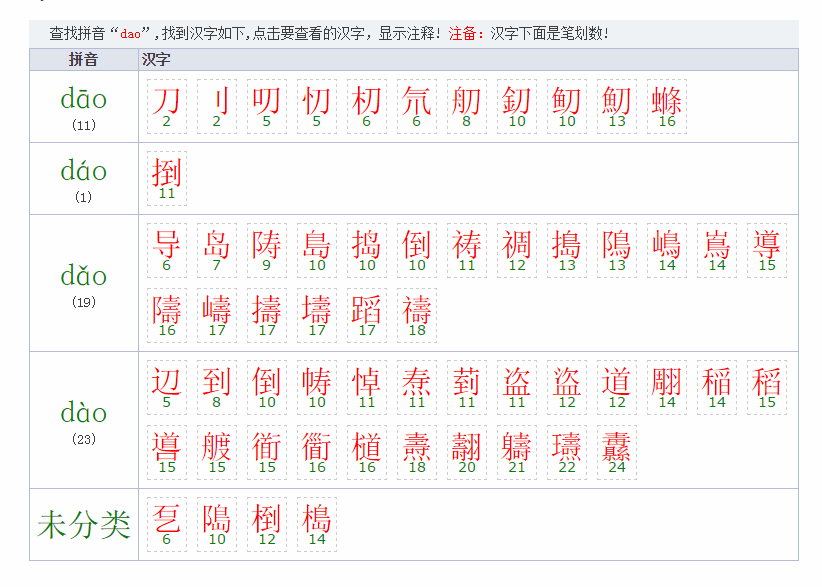 查找拼音“dao”,找到汉字如下,点击要查看的汉字，显示注释! 注备：汉字下面是笔划数!
拼音 汉字
dāo 刀 刂 叨 忉 朷 氘 舠 釖 鱽 魛 螩
(11) 2 2 5 5 6 6 8 10 10 13 16
dáo 捯
(1) 11
dǎo 导 岛 陦 島 捣 倒 祷 禂 搗 隝 嶋 嶌 導
6 7 9 10 10 10 11 12 13 13 14 14 15
(19) 隯 嶹 擣 壔 蹈 禱
16 17 17 17 17 18
dào 辺 到 倒 帱 悼 焘 菿 盗 盜 道 翢 稲 稻
5 8 10 10 11 11 11 11 12 12 14 14 15
(23) 噵 艔 衜 衟 檤 燾 翿 軇 瓙 纛
15 15 15 16 16 18 20 21 22 24
未分类 㐒 隖 椡 槝
6 10 12 14